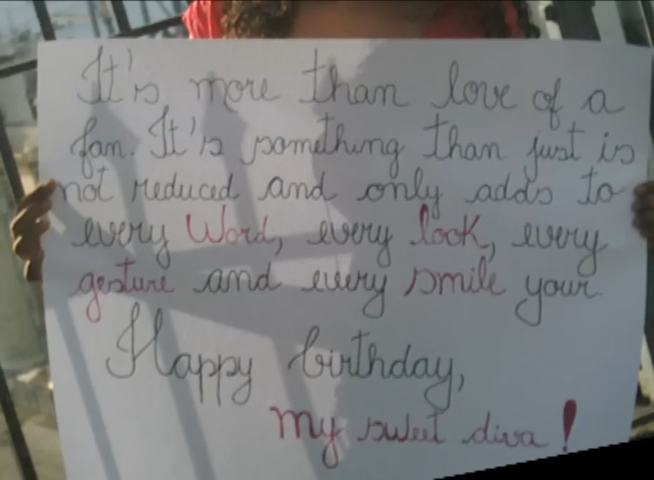 It's more than love of a
fan. It's something than just is
not reduced and only adds to
every Word, every look, every
gesture and every smile your.
Happy birthday,
my sweet diva!